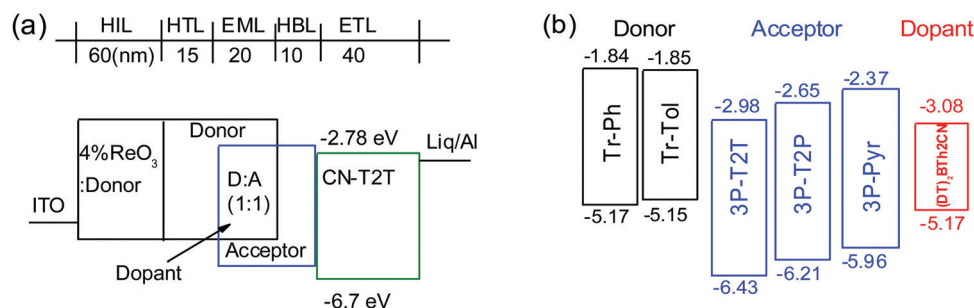 (a)
HIL HTL EML HBL ETL
60(nm) 15 20 10 40
4%ReO3
:Donor
Donor
D:A
(1:1)
Acceptor
Dopant
ITO
-2.78 eV
CN-T2T
-6.7 eV
Liq/Al
(b)
Donor Acceptor Dopant
-1.84 -1.85
Tr-Ph
Tr-Tol
-5.17 -5.15
-2.98 -2.65 -2.37
3P-T2T
3P-T2P
3P-Pyr
-6.43 -6.21 -5.96
-3.08
(DT)2BTh2CN
-5.17